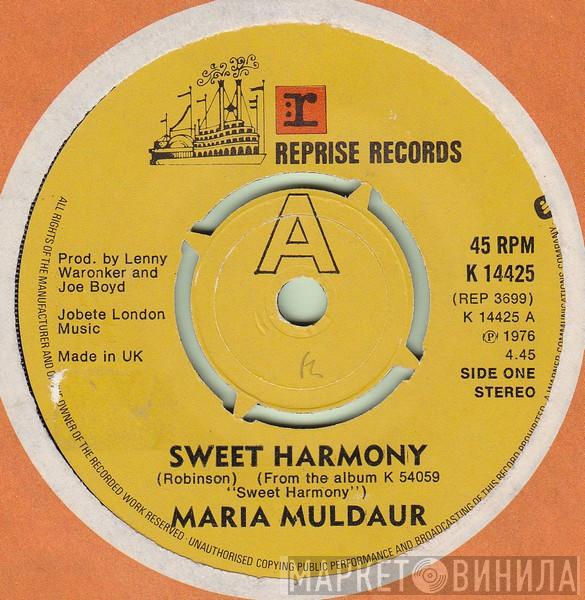 :r
REPRISE RECORDS
A
45 RPM
K 14425
(REP 3699)
K 14425 A
Ⓟ 1976
4.45
SIDE ONE
STEREO
Prod. by Lenny
Waronker and
Joe Boyd
Jobete London
Music
Made in UK
SWEET HARMONY
(Robinson) (From the album K 54059
"Sweet Harmony")
MARIA MULDAUR
ALL RIGHTS OF THE MANUFACTURER AND OF THE OWNER OF THE RECORDED WORK RESERVED · UNAUTHORISED COPYING PUBLIC PERFORMANCE AND BROADCASTING OF THIS RECORD PROHIBITED. A WARNER COMMUNICATIONS COMPANY
МАРКЕТ ВИНИЛА